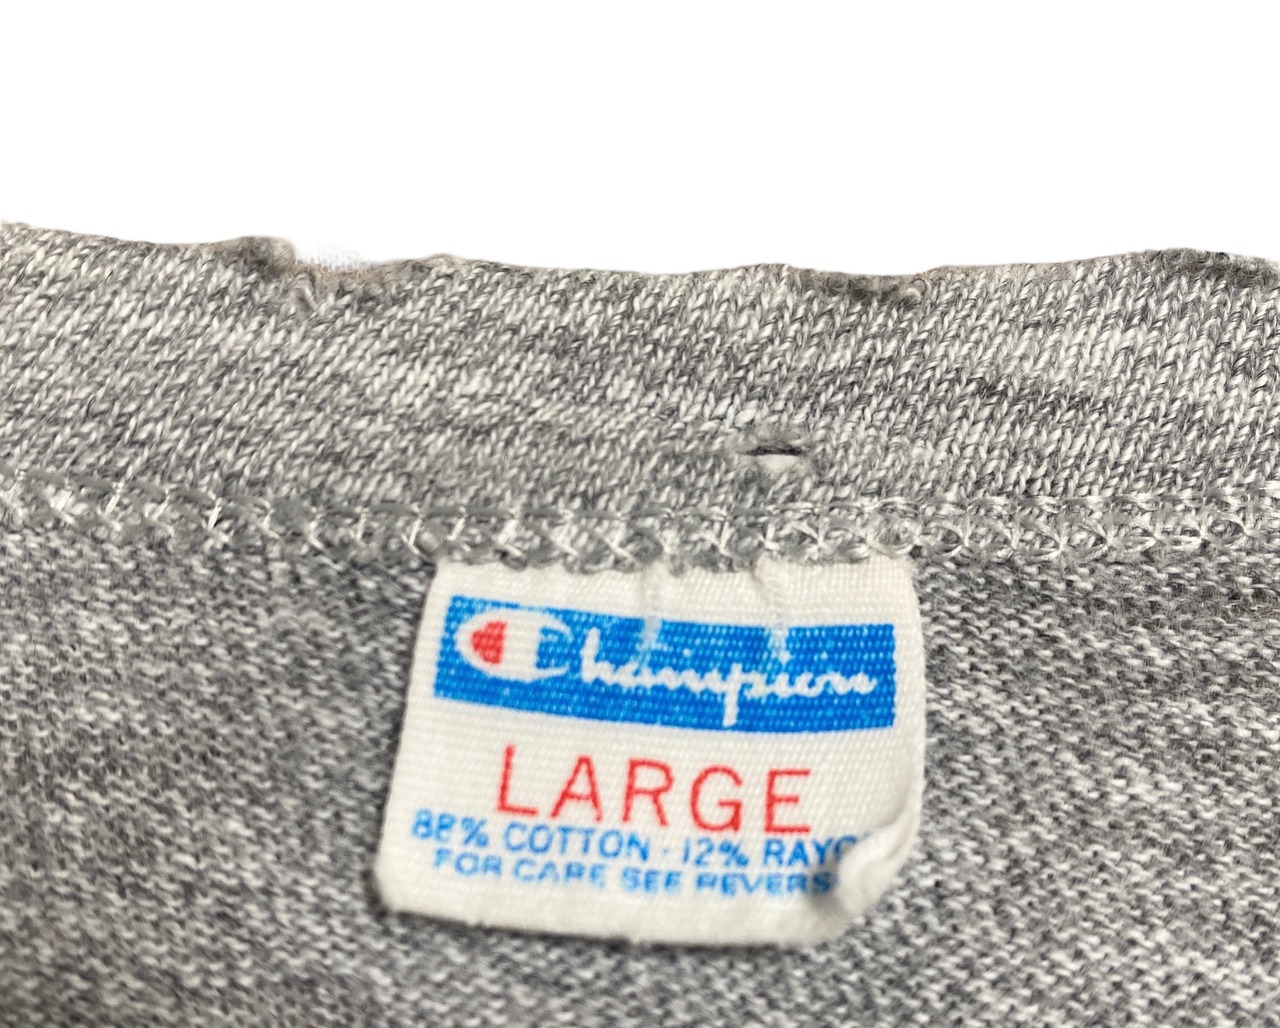 Champion
LARGE
88% COTTON · 12% RAYO
FOR CARE SEE REVERS